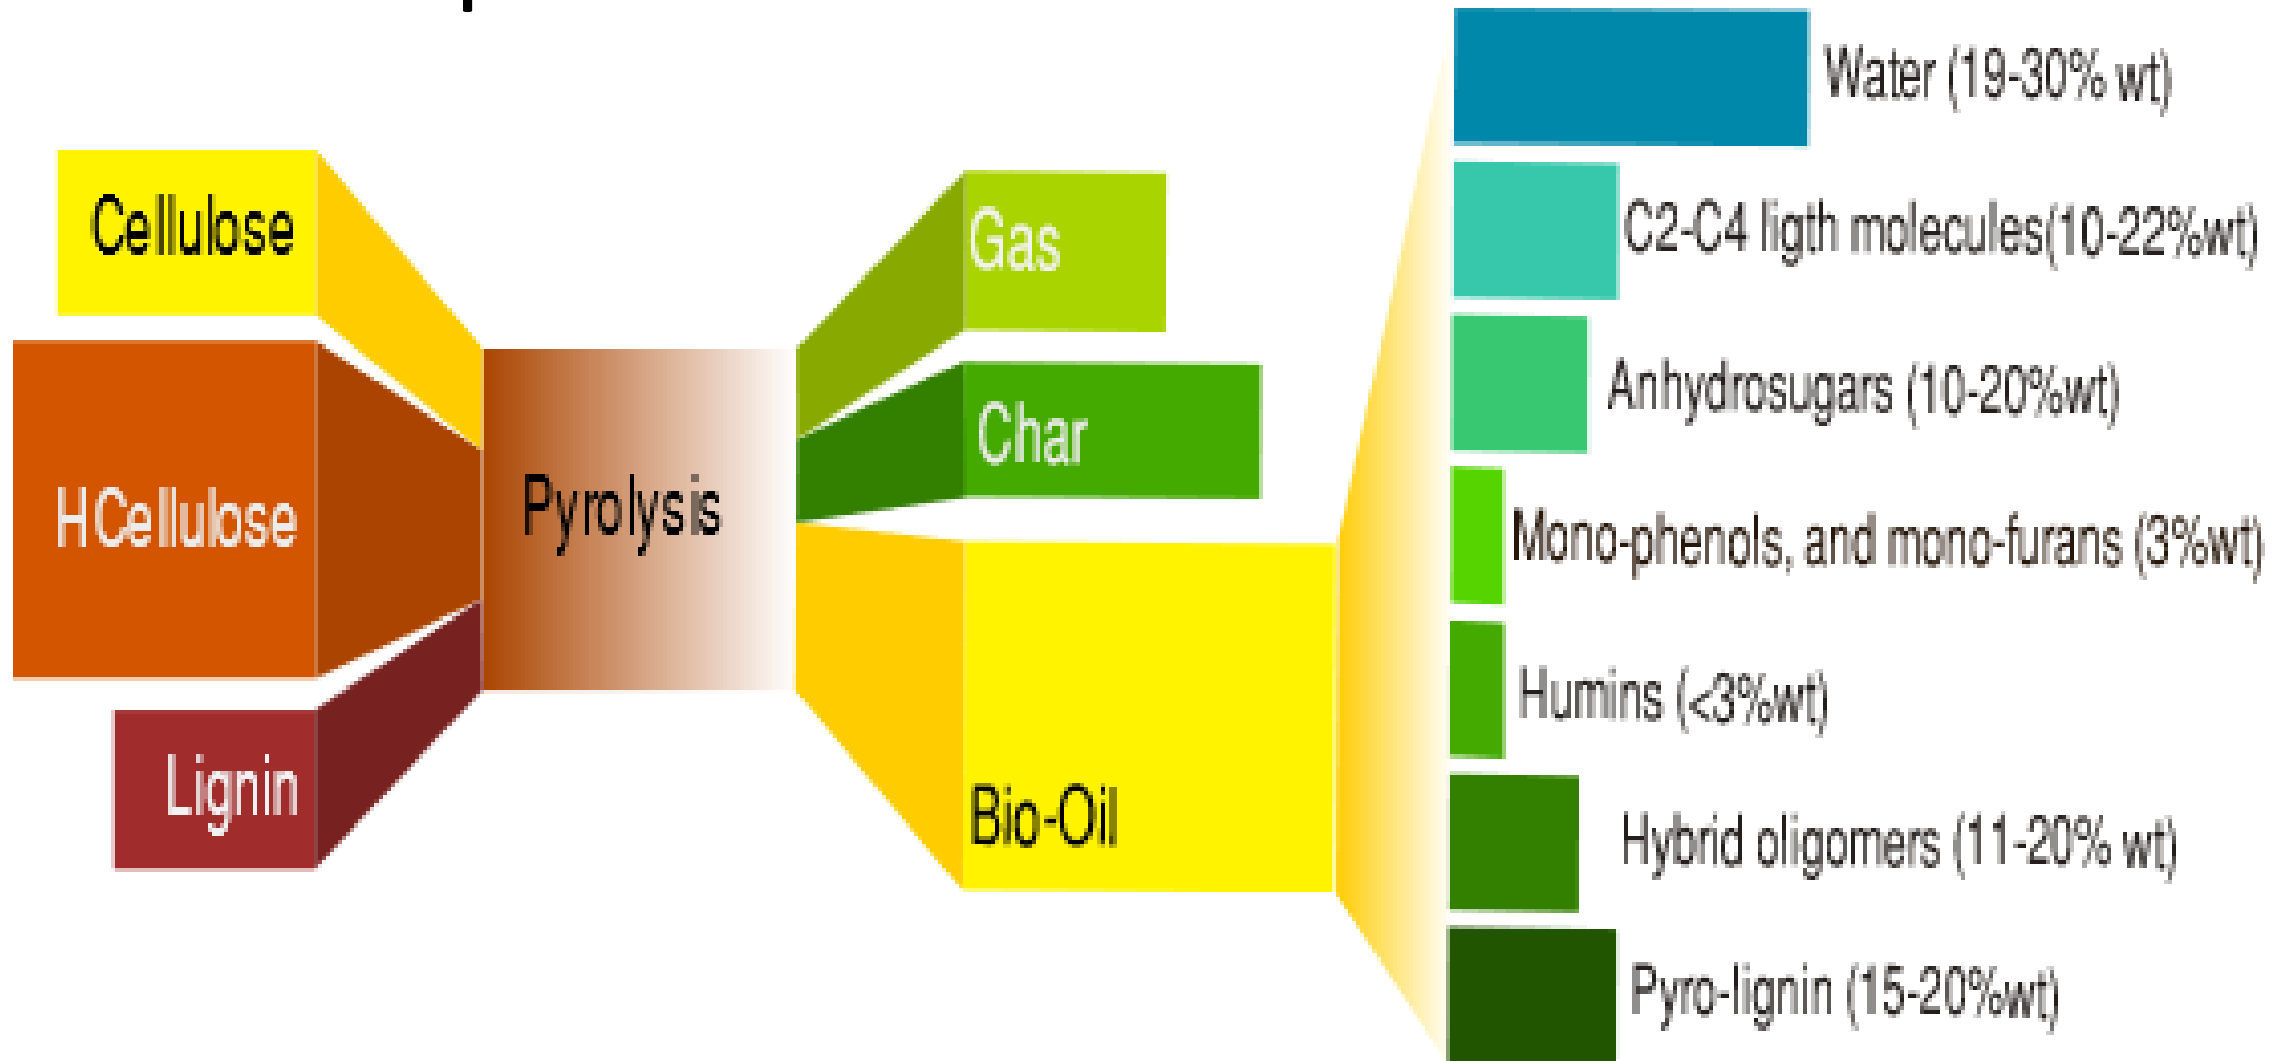 Cellulose
HCellulose
Lignin
Pyrolysis
Gas
Char
Bio-Oil
Water (19-30% wt)
C2-C4 ligth molecules(10-22%wt)
Anhydrosugars (10-20%wt)
Mono-phenols, and mono-furans (3%wt)
Humins (<3%wt)
Hybrid oligomers (11-20% wt)
Pyro-lignin (15-20%wt)